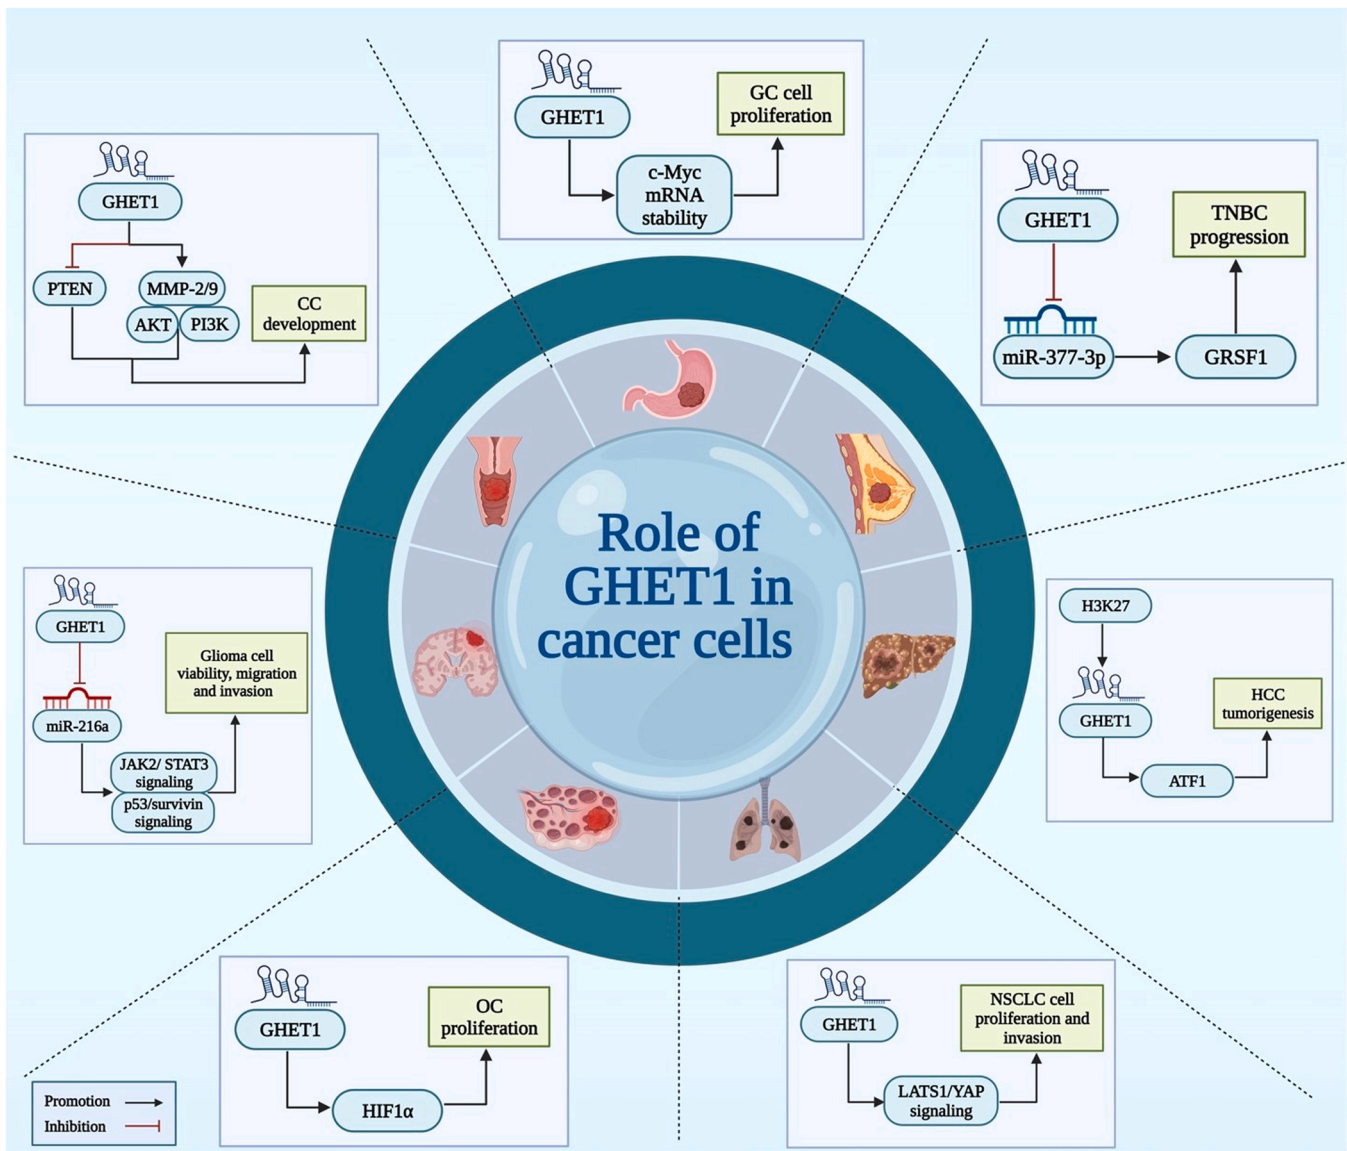 GHET1
c-Myc
mRNA
stability
GC cell
proliferation
GHET1
PTEN
MMP-2/9
AKT
PI3K
CC
development
GHET1
miR-377-3p
GRSF1
TNBC
progression
Role of
GHET1 in
cancer cells
GHET1
miR-216a
JAK2/ STAT3
signaling
p53/survivin
signaling
Glioma cell
viability, migration
and invasion
H3K27
GHET1
ATF1
HCC
tumorigenesis
GHET1
HIF1α
OC
proliferation
GHET1
LATS1/YAP
signaling
NSCLC cell
proliferation and
invasion
Promotion
Inhibition